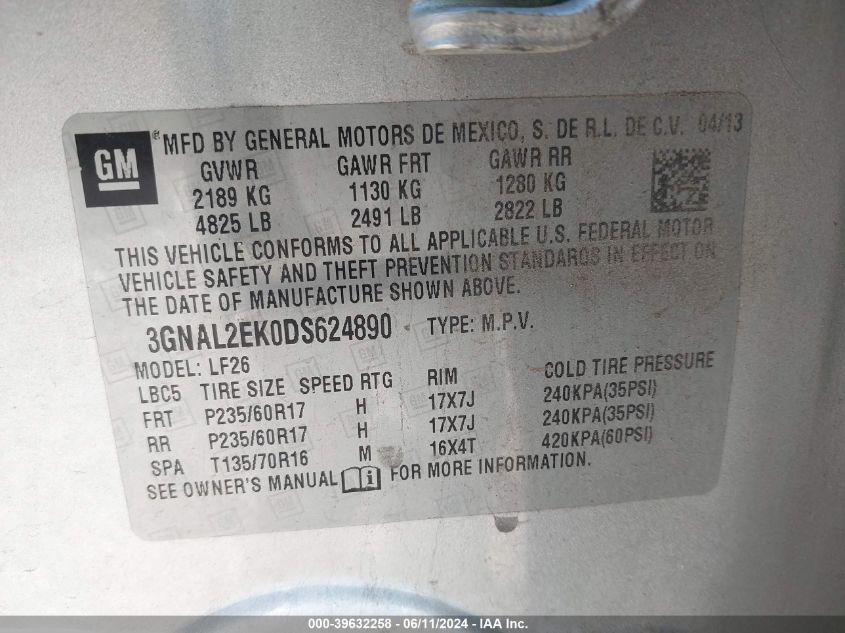 GM ® MFD BY GENERAL MOTORS DE MEXICO, S. DE R.L. DE C.V. 04/13
GVWR GAWR FRT GAWR RR
2189 KG 1130 KG 1280 KG
4825 LB 2491 LB 2822 LB
THIS VEHICLE CONFORMS TO ALL APPLICABLE U.S. FEDERAL MOTOR
VEHICLE SAFETY AND THEFT PREVENTION STANDARDS IN EFFECT ON
THE DATE OF MANUFACTURE SHOWN ABOVE.
3GNAL2EK0DS624890 TYPE: M.P.V.
MODEL: LF26
LBC5 TIRE SIZE SPEED RTG RIM COLD TIRE PRESSURE
FRT P235/60R17 H 17X7J 240KPA(35PSI)
RR P235/60R17 H 17X7J 240KPA(35PSI)
SPA T135/70R16 M 16X4T 420KPA(60PSI)
SEE OWNER'S MANUAL i FOR MORE INFORMATION.
000-39632258 - 06/11/2024 - IAA Inc.